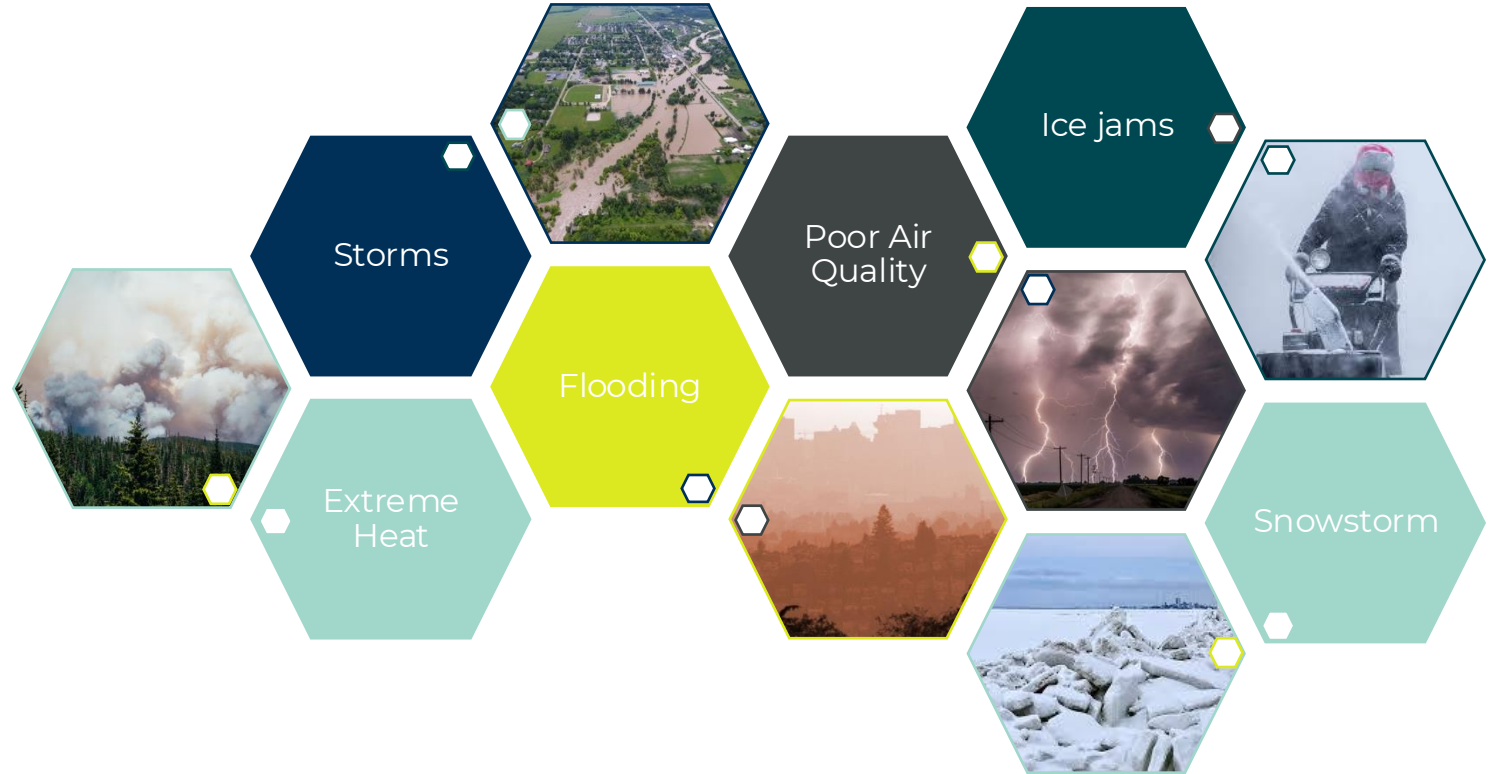 Storms
Extreme
Heat
Flooding
Poor Air
Quality
Ice jams
Snowstorm